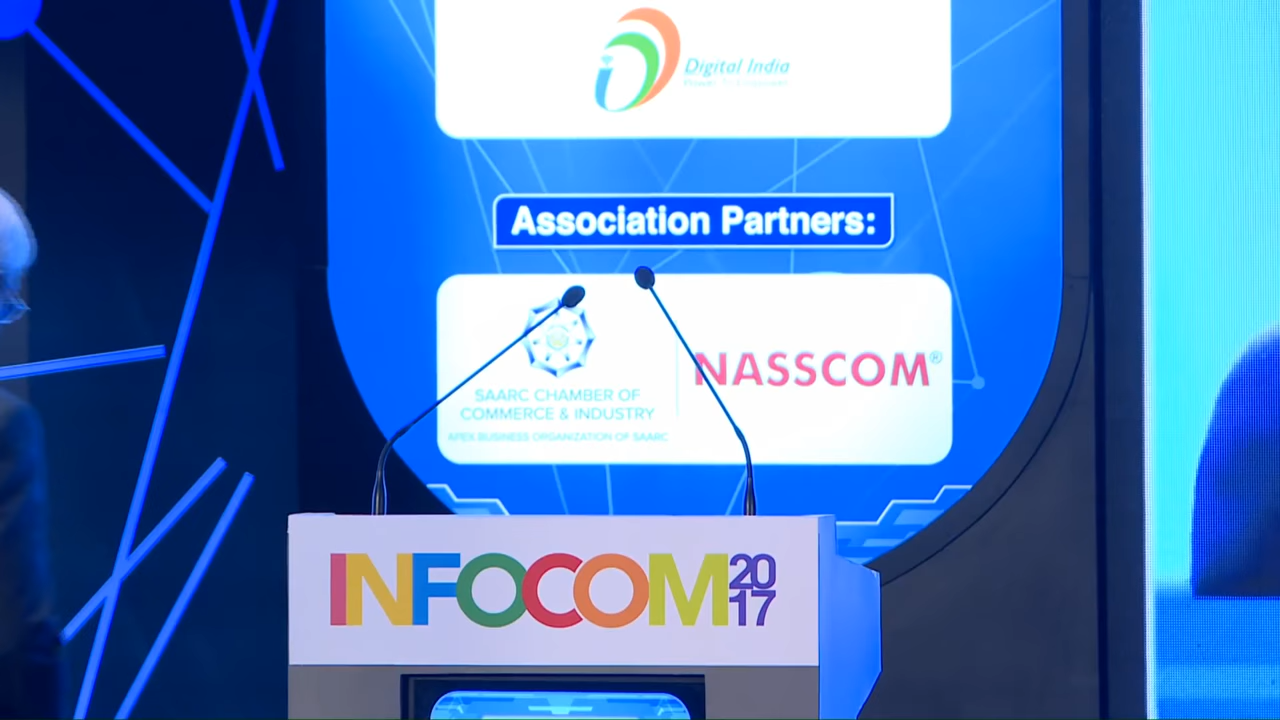 Digital India
Association Partners:
SAARC CHAMBER OF
COMMERCE & INDUSTRY
APEX BUSINESS ORGANIZATION OF SAARC
NASSCOM®
INFOCOM 2017